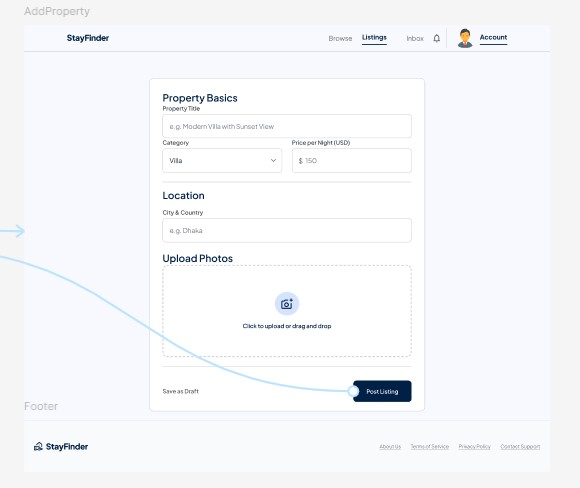 AddProperty
StayFinder Browse Listings Inbox Account
Property Basics
Property Title
e.g. Modern Villa with Sunset View
Category Price per Night (USD)
Villa $ 150
Location
City & Country
e.g. Dhaka
Upload Photos
Click to upload or drag and drop
Save as Draft Post Listing
Footer
StayFinder About Us Terms of Service Privacy Policy Contact Support